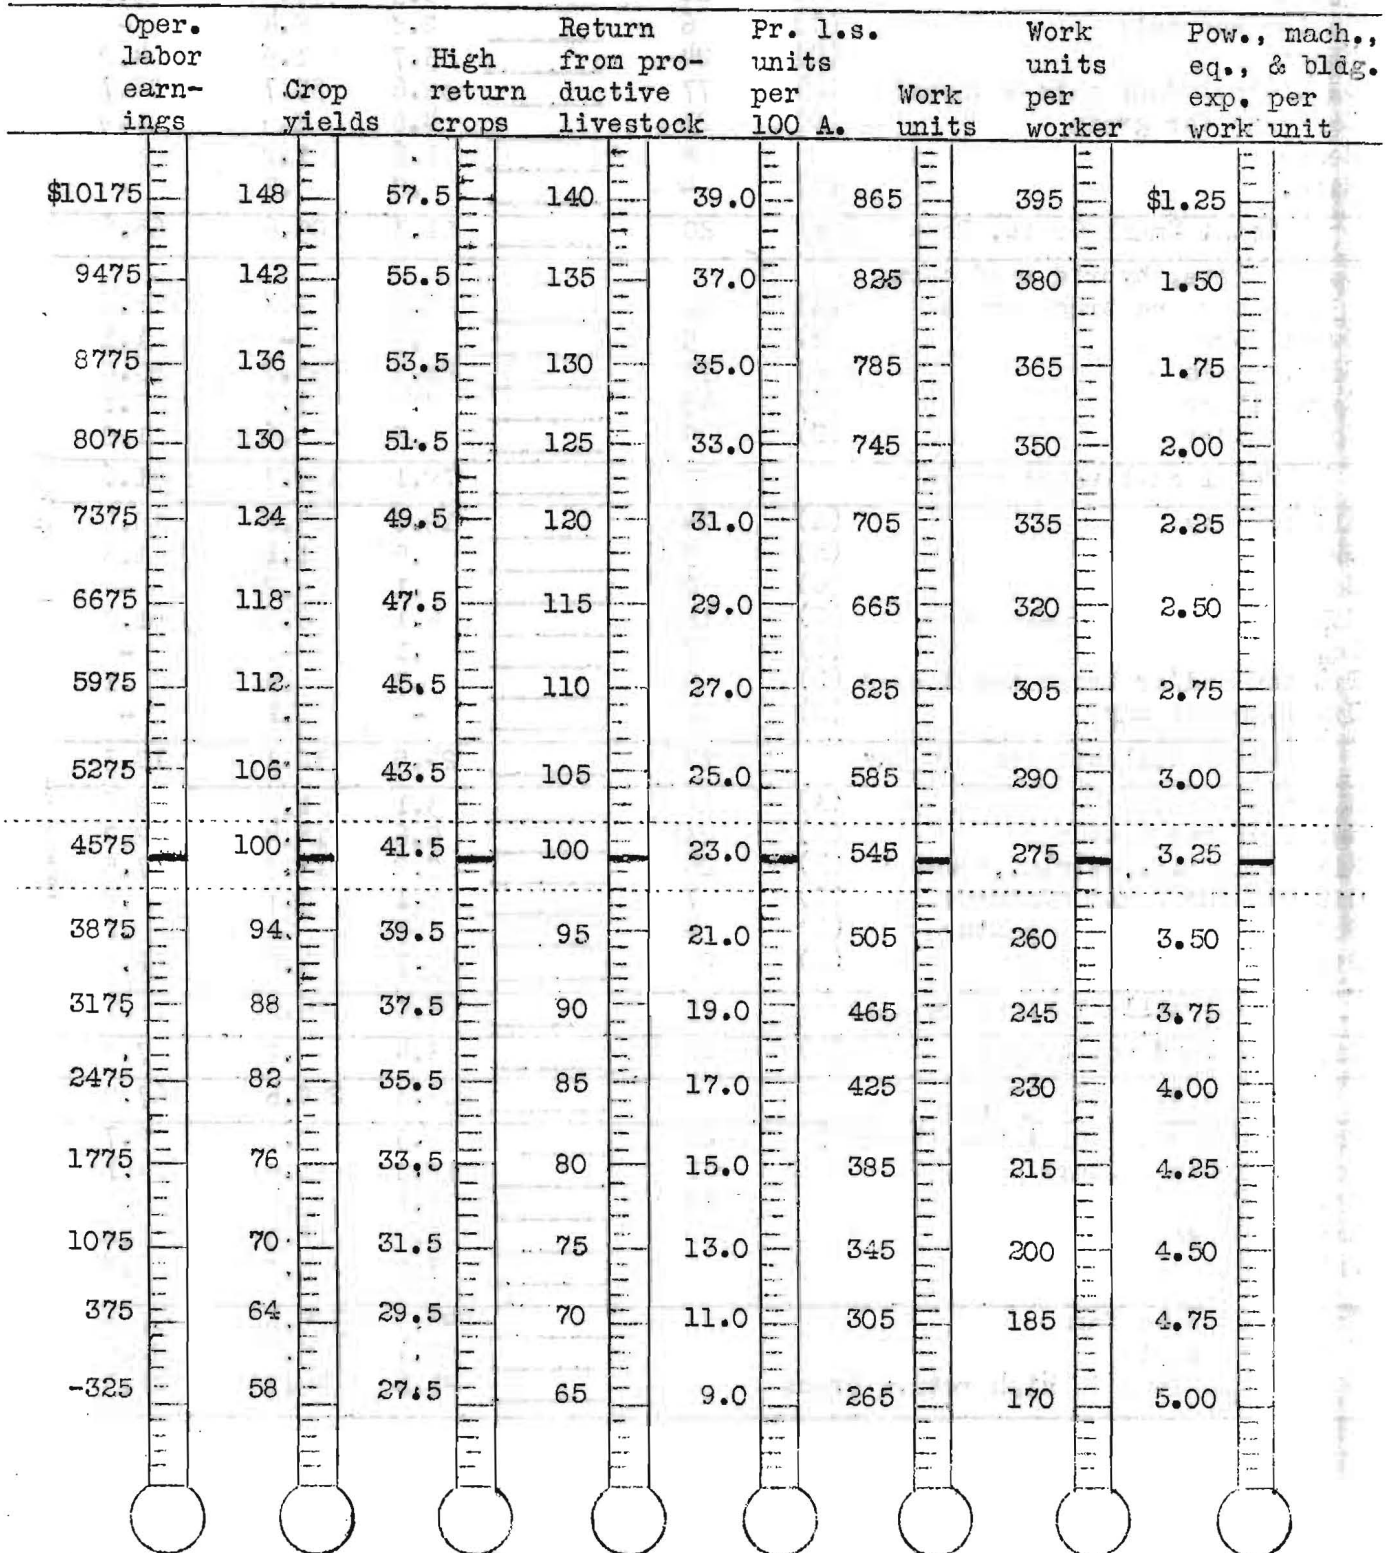 Oper. Return Pr. l.s. Work Pow., mach.,
labor High from pro- units units eq., & bldg.
earn- Crop return ductive per Work per exp. per
ings yields crops livestock 100 A. units worker work unit
$10175 148 57.5 140 39.0 865 395 $1.25
9475 142 55.5 135 37.0 825 380 1.50
8775 136 53.5 130 35.0 785 365 1.75
8075 130 51.5 125 33.0 745 350 2.00
7375 124 49.5 120 31.0 705 335 2.25
6675 118 47.5 115 29.0 665 320 2.50
5975 112 45.5 110 27.0 625 305 2.75
5275 106 43.5 105 25.0 585 290 3.00
4575 100 41.5 100 23.0 545 275 3.25
3875 94 39.5 95 21.0 505 260 3.50
3175 88 37.5 90 19.0 465 245 3.75
2475 82 35.5 85 17.0 425 230 4.00
1775 76 33.5 80 15.0 385 215 4.25
1075 70 31.5 75 13.0 345 200 4.50
375 64 29.5 70 11.0 305 185 4.75
-325 58 27.5 65 9.0 265 170 5.00